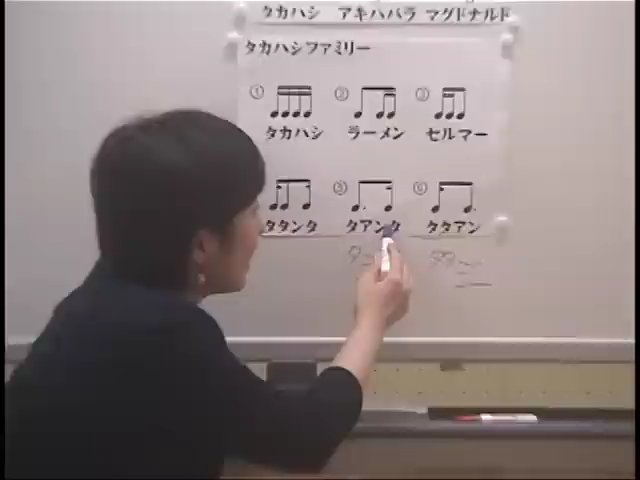 タカハシ アキハバラ マクドナルド
タカハシファミリー
① ② ③
タカハシ ラーメン セルマー
⑤ ⑥
タタンタ タアンタ タタアン